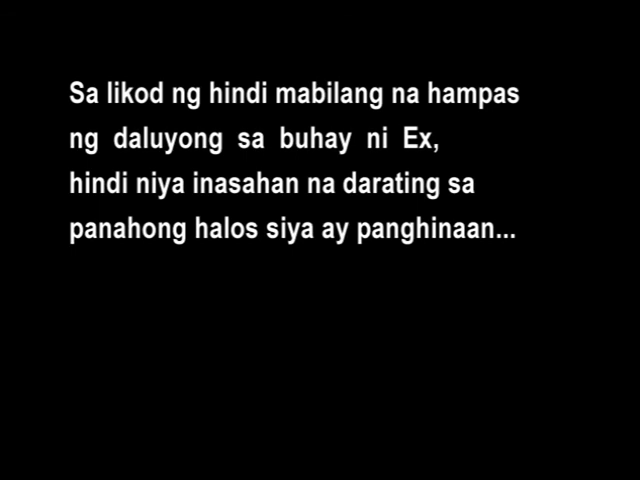 Sa likod ng hindi mabilang na hampas
ng daluyong sa buhay ni Ex,
hindi niya inasahan na darating sa
panahong halos siya ay panghinaan...